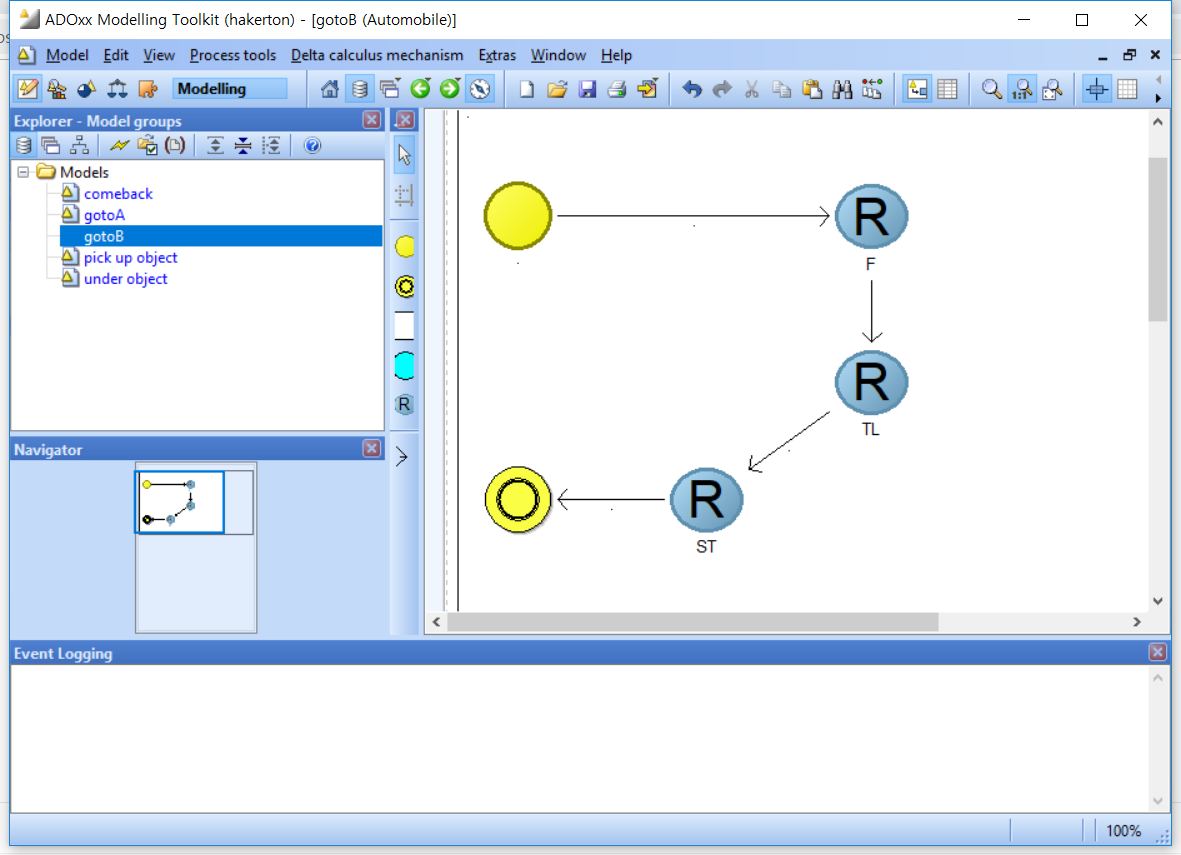 ADOxx Modelling Toolkit (hakerton) - [gotoB (Automobile)]
Model Edit View Process tools Delta calculus mechanism Extras Window Help
Modelling
Explorer - Model groups
Models
comeback
gotoA
gotoB
pick up object
under object
R
Navigator
R
F
R
TL
R
ST
Event Logging
100%